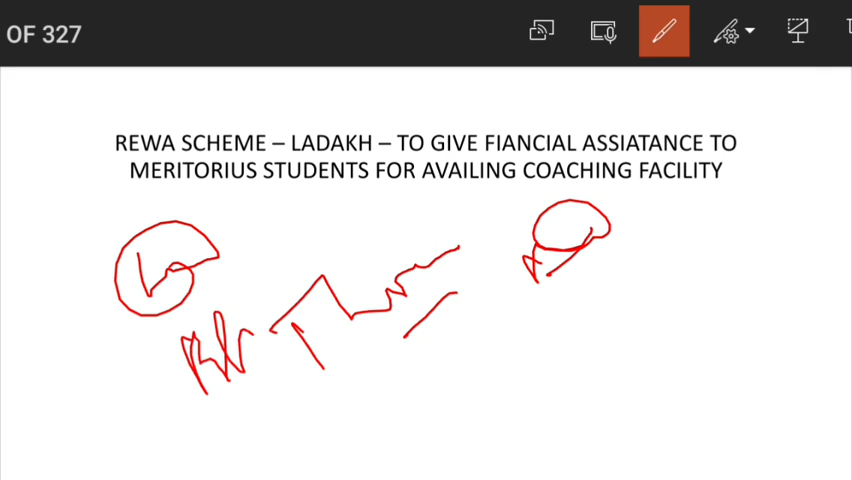 OF 327
REWA SCHEME – LADAKH – TO GIVE FIANCIAL ASSIATANCE TO
MERITORIUS STUDENTS FOR AVAILING COACHING FACILITY